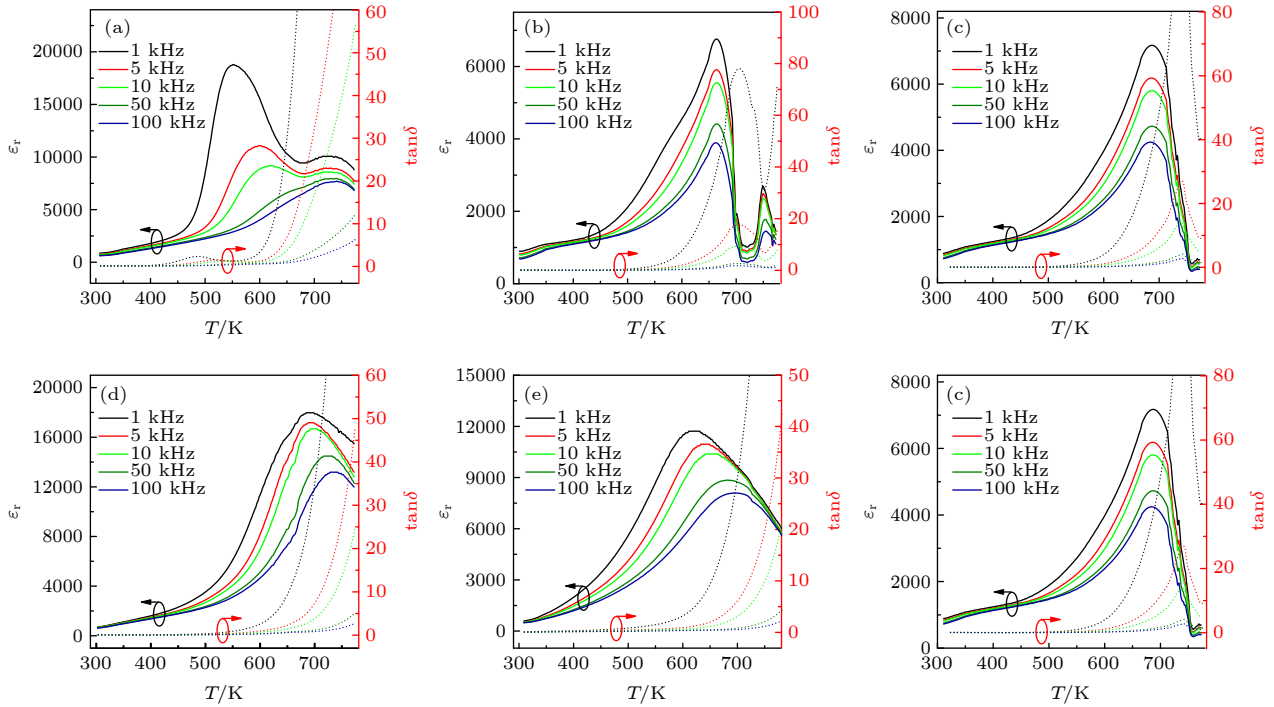 (a)
1 kHz
5 kHz
10 kHz
50 kHz
100 kHz
20000
17500
15000
12500
10000
7500
5000
2500
0
εr
60
50
40
30
20
10
0
tanδ
300 400 500 600 700
T/K
(b)
1 kHz
5 kHz
10 kHz
50 kHz
100 kHz
6000
4000
2000
0
εr
100
80
60
40
20
0
tanδ
300 400 500 600 700
T/K
(c)
1 kHz
5 kHz
10 kHz
50 kHz
100 kHz
8000
6000
4000
2000
0
εr
80
60
40
20
0
tanδ
400 500 600 700
T/K
(d)
1 kHz
5 kHz
10 kHz
50 kHz
100 kHz
20000
16000
12000
8000
4000
0
εr
60
50
40
30
20
10
0
tanδ
300 400 500 600 700
T/K
(e)
1 kHz
5 kHz
10 kHz
50 kHz
100 kHz
15000
12000
9000
6000
3000
0
εr
50
40
30
20
10
0
tanδ
300 400 500 600 700
T/K
(c)
1 kHz
5 kHz
10 kHz
50 kHz
100 kHz
8000
6000
4000
2000
0
εr
80
60
40
20
0
tanδ
400 500 600 700
T/K